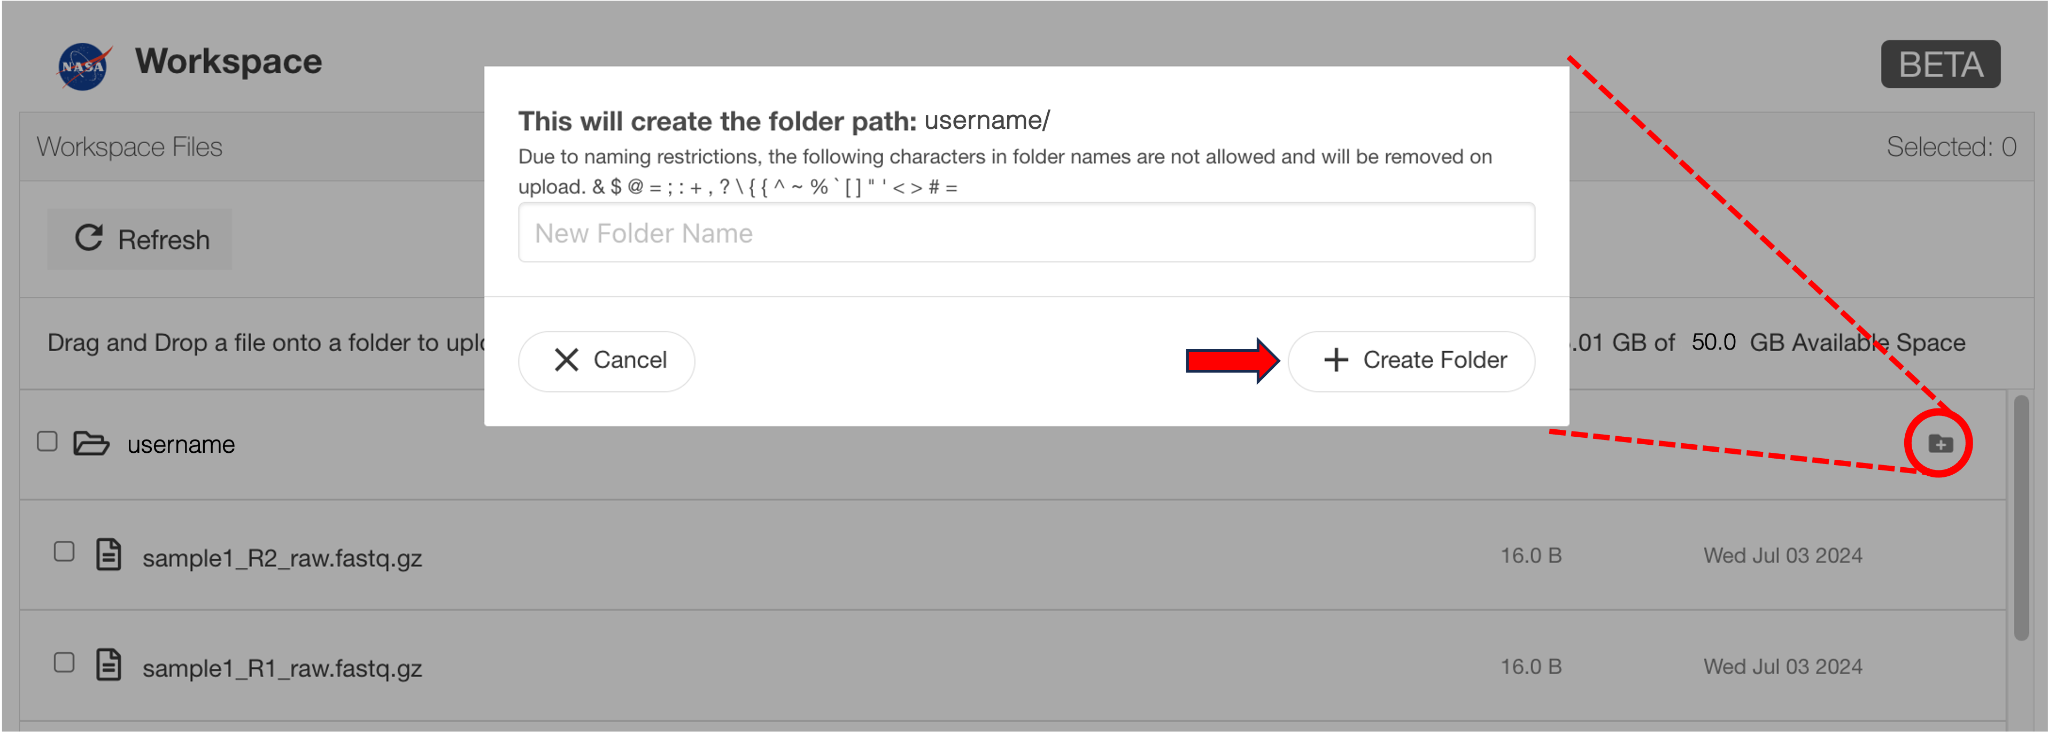 NASA
Workspace
BETA
Workspace Files
Selected: 0
Refresh
This will create the folder path: username/
Due to naming restrictions, the following characters in folder names are not allowed and will be removed on
upload. & $ @ = ; : + , ? \ { { ^ ~ % ` [ ] " ' < > # =
New Folder Name
Cancel
Create Folder
Drag and Drop a file onto a folder to
.01 GB of 50.0 GB Available Space
username
sample1_R2_raw.fastq.gz 16.0 B Wed Jul 03 2024
sample1_R1_raw.fastq.gz 16.0 B Wed Jul 03 2024